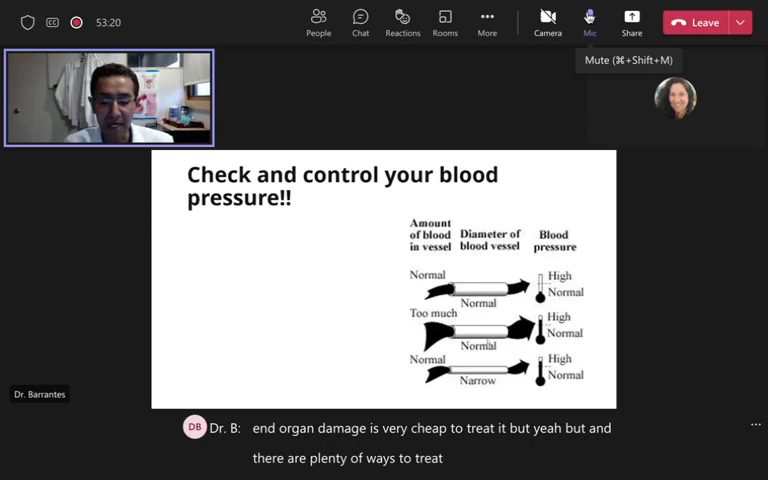 53:20
People
Chat
Reactions
Rooms
More
Camera
Mic
Share
Leave
Mute (⌘+Shift+M)
Check and control your blood
pressure!!
Amount
of blood
in vessel
Diameter of
blood vessel
Blood
pressure
Normal
Normal
High
Normal
Too much
Normal
High
Normal
Normal
Narrow
High
Normal
Dr. Barrantes
DB Dr. B: end organ damage is very cheap to treat it but yeah but and
there are plenty of ways to treat